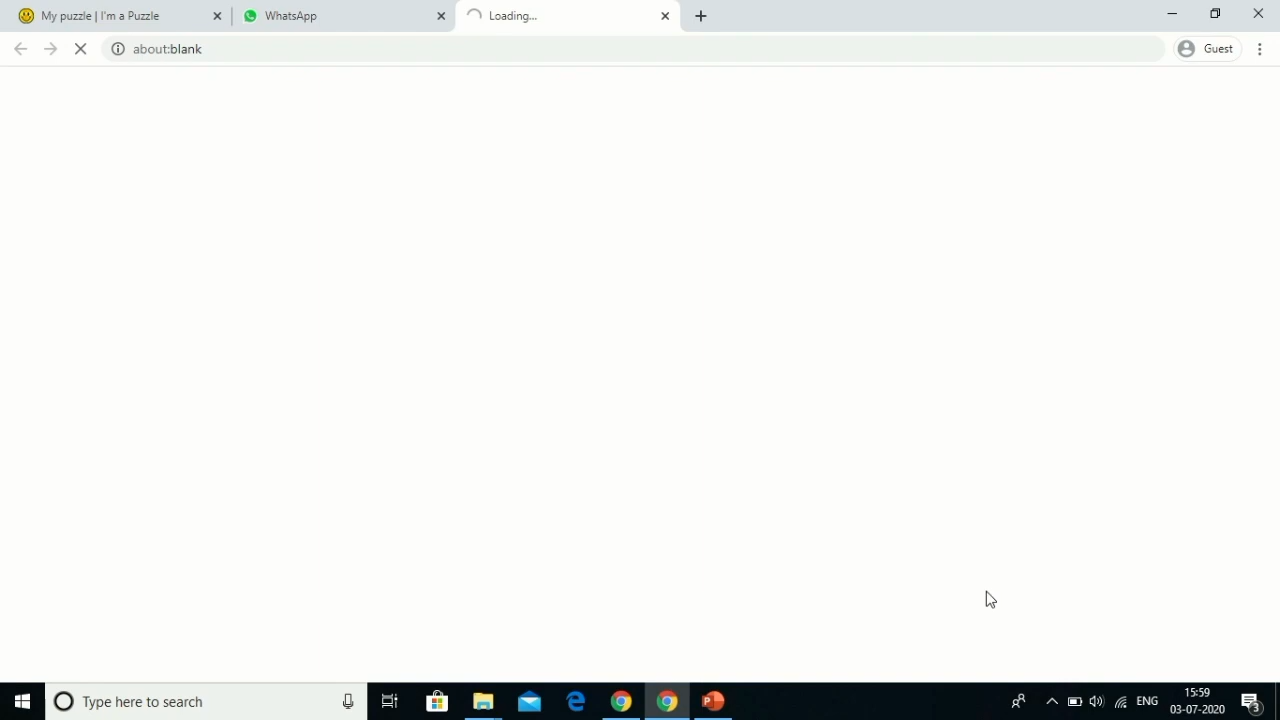 My puzzle | I'm a Puzzle
WhatsApp
Loading...
about:blank
Guest
Type here to search
ENG
15:59
03-07-2020
3